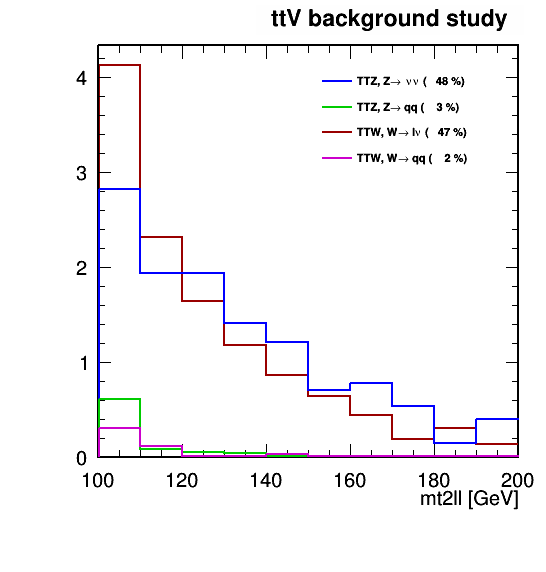 ttV background study
TTZ, Z→ νν ( 48 %)
TTZ, Z→ qq ( 3 %)
TTW, W→ lν ( 47 %)
TTW, W→ qq ( 2 %)
4
3
2
1
0
100 120 140 160 180 200
mt2ll [GeV]